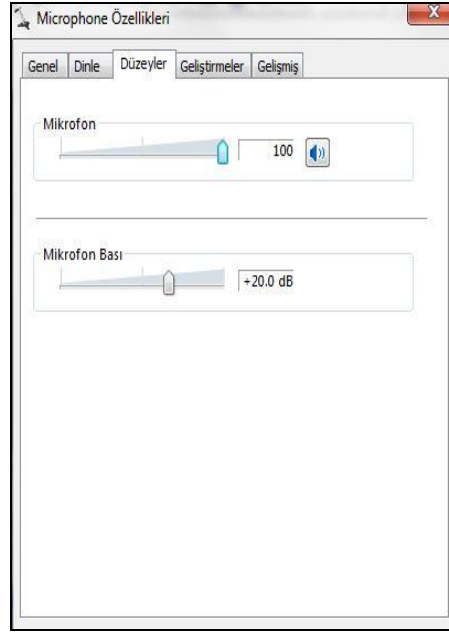 Microphone Özellikleri
Genel Dinle Düzeyler Geliştirmeler Gelişmiş
Mikrofon
100
Mikrofon Bası
+20.0 dB